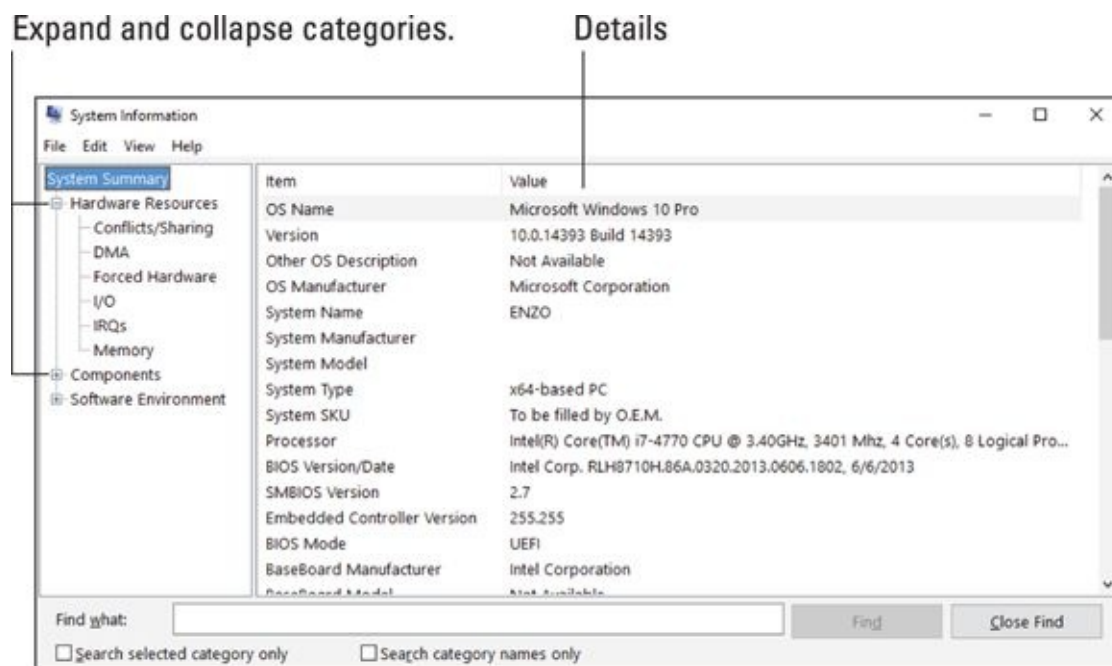 Expand and collapse categories.
Details
System Information
File Edit View Help
System Summary
Hardware Resources
Conflicts/Sharing
DMA
Forced Hardware
I/O
IRQs
Memory
Components
Software Environment
Item Value
OS Name Microsoft Windows 10 Pro
Version 10.0.14393 Build 14393
Other OS Description Not Available
OS Manufacturer Microsoft Corporation
System Name ENZO
System Manufacturer
System Model
System Type x64-based PC
System SKU To be filled by O.E.M.
Processor Intel(R) Core(TM) i7-4770 CPU @ 3.40GHz, 3401 Mhz, 4 Core(s), 8 Logical Pro...
BIOS Version/Date Intel Corp. RLH8710H.86A.0320.2013.0606.1802, 6/6/2013
SMBIOS Version 2.7
Embedded Controller Version 255.255
BIOS Mode UEFI
BaseBoard Manufacturer Intel Corporation
BaseBoard Model Not Available
Find what: Find Close Find
Search selected category only Search category names only